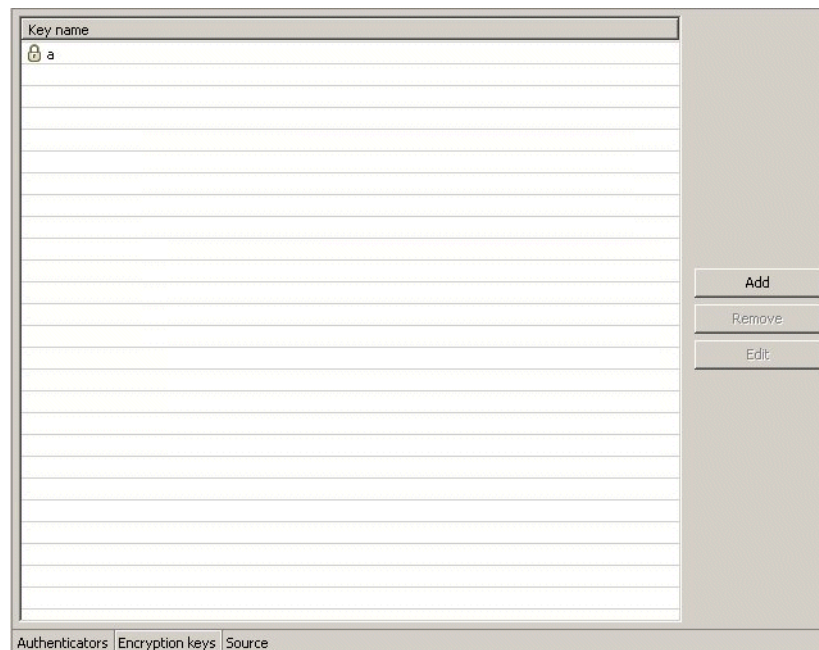 Key name
a
Add
Remove
Edit
Authenticators Encryption keys Source